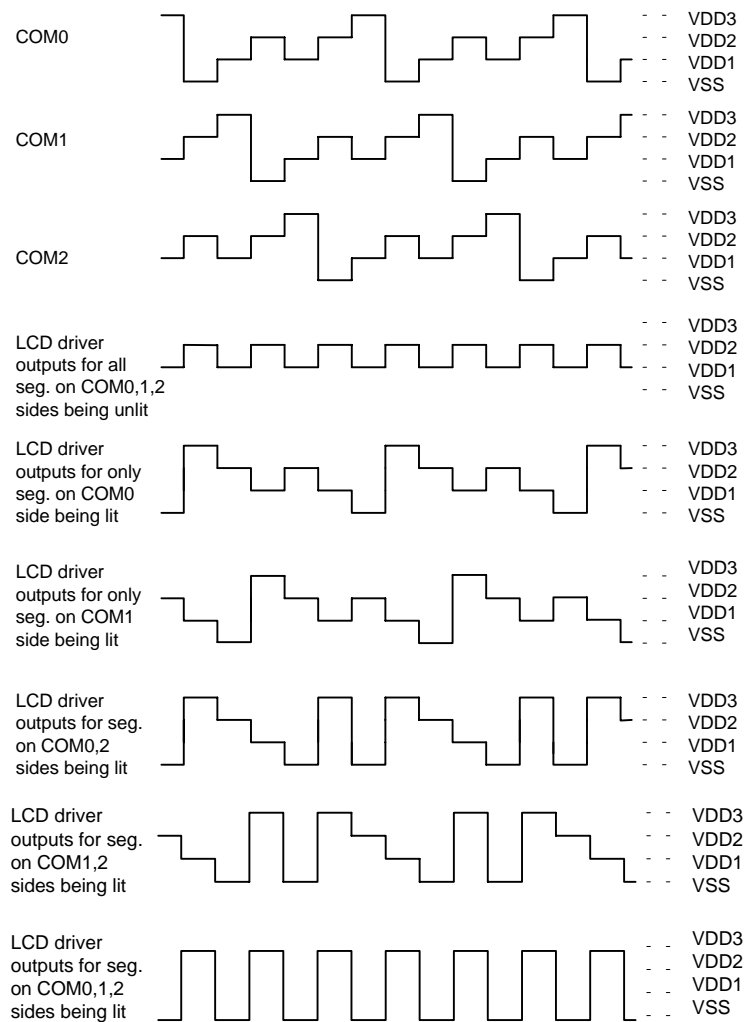 COM0
VDD3
VDD2
VDD1
VSS
COM1
VDD3
VDD2
VDD1
VSS
COM2
VDD3
VDD2
VDD1
VSS
LCD driver
outputs for all
seg. on COM0,1,2
sides being unlit
VDD3
VDD2
VDD1
VSS
LCD driver
outputs for only
seg. on COM0
side being lit
VDD3
VDD2
VDD1
VSS
LCD driver
outputs for only
seg. on COM1
side being lit
VDD3
VDD2
VDD1
VSS
LCD driver
outputs for seg.
on COM0,2
sides being lit
VDD3
VDD2
VDD1
VSS
LCD driver
outputs for seg.
on COM1,2
sides being lit
VDD3
VDD2
VDD1
VSS
LCD driver
outputs for seg.
on COM0,1,2
sides being lit
VDD3
VDD2
VDD1
VSS